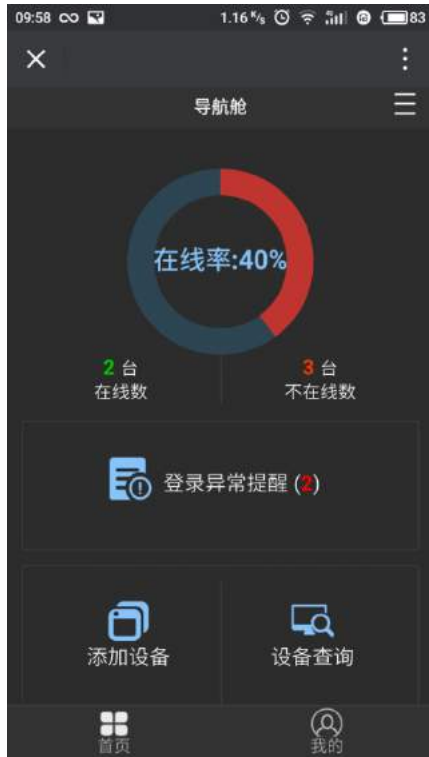 09:58 1.16 K/s 83
导航舱
在线率:40%
2 台
在线数
3 台
不在线数
登录异常提醒 (2)
添加设备
设备查询
首页
我的